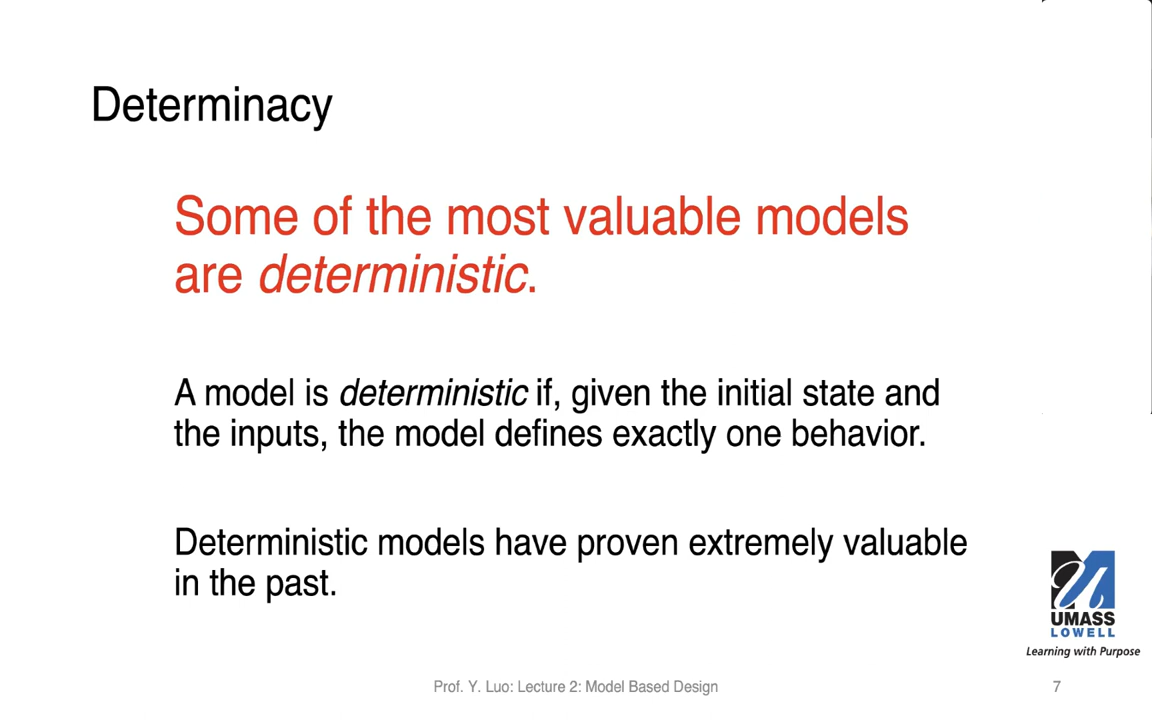 Determinacy
Some of the most valuable models
are deterministic.
A model is deterministic if, given the initial state and
the inputs, the model defines exactly one behavior.
Deterministic models have proven extremely valuable
in the past.
UMASS
LOWELL
Learning with Purpose
Prof. Y. Luo: Lecture 2: Model Based Design
7